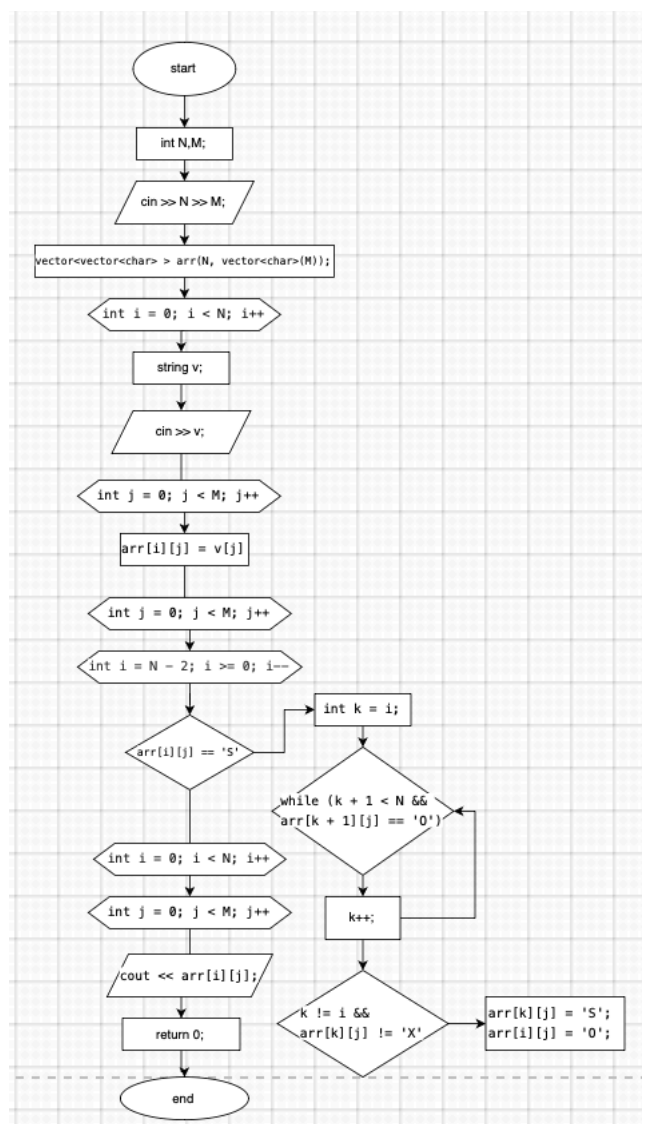 start
int N,M;
cin >> N >> M;
vector<vector<char> > arr(N, vector<char>(M));
int i = 0; i < N; i++
string v;
cin >> v;
int j = 0; j < M; j++
arr[i][j] = v[j]
int j = 0; j < M; j++
int i = N - 2; i >= 0; i--
arr[i][j] == 'S'
int k = i;
while (k + 1 < N &&
arr[k + 1][j] == 'O')
k++;
k != i &&
arr[k][j] != 'X'
arr[k][j] = 'S';
arr[i][j] = 'O';
int i = 0; i < N; i++
int j = 0; j < M; j++
cout << arr[i][j];
return 0;
end